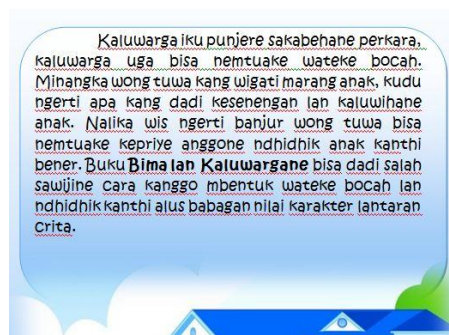 Kaluwarga iku punjere sakabehane perkara,
kaluwarga uga bisa nemtuake wateke bocah.
Minangka wong tuwa kang wigati marang anak, kudu
ngerti apa kang dadi kesenengan lan kaluwihane
anak. Nalika wis ngerti banjur wong tuwa bisa
nemtuake kepriye anggone ndhidhik anak kanthi
bener. Buku Bima lan Kaluwargane bisa dadi salah
sawijine cara kanggo mbentuk wateke bocah lan
ndhidhik kanthi alus babagan nilai karakter lantaran
crita.